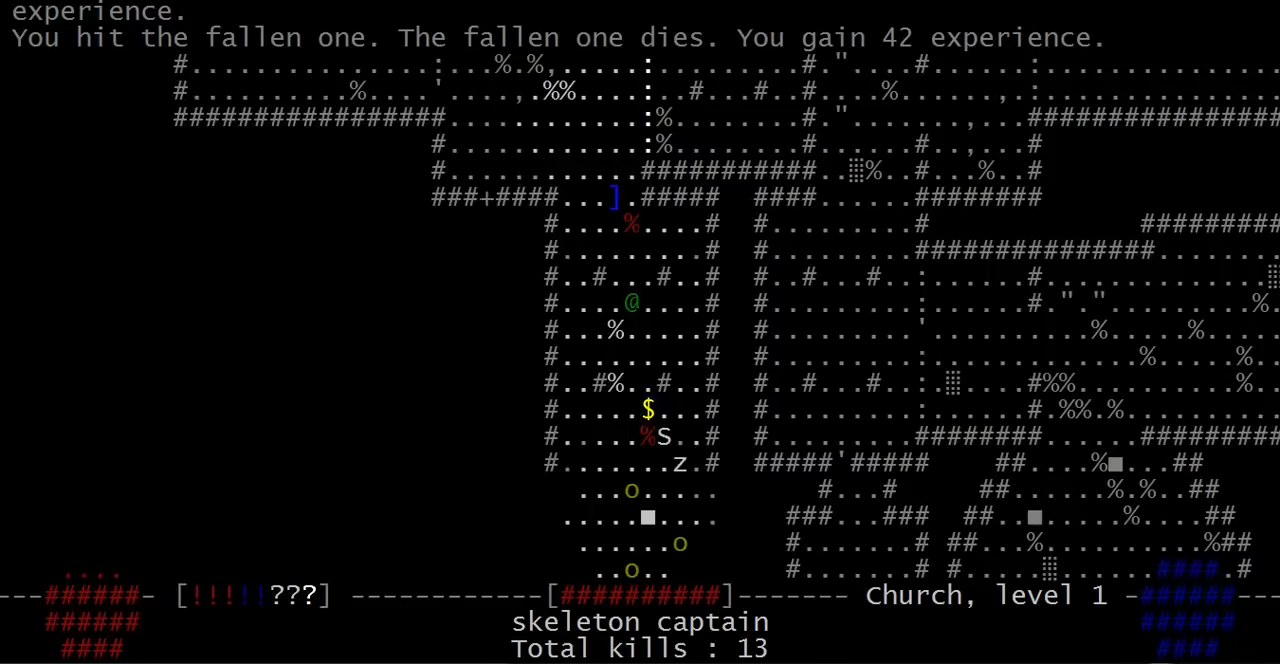 experience.
You hit the fallen one. The fallen one dies. You gain 42 experience.
[!!!!!???]
Church, level 1
skeleton captain
Total kills : 13